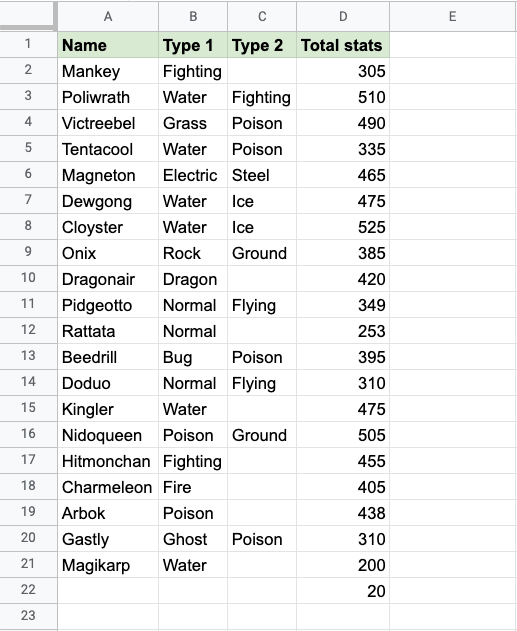 A B C D E
1 Name Type 1 Type 2 Total stats
2 Mankey Fighting 305
3 Poliwrath Water Fighting 510
4 Victreebel Grass Poison 490
5 Tentacool Water Poison 335
6 Magneton Electric Steel 465
7 Dewgong Water Ice 475
8 Cloyster Water Ice 525
9 Onix Rock Ground 385
10 Dragonair Dragon 420
11 Pidgeotto Normal Flying 349
12 Rattata Normal 253
13 Beedrill Bug Poison 395
14 Doduo Normal Flying 310
15 Kingler Water 475
16 Nidoqueen Poison Ground 505
17 Hitmonchan Fighting 455
18 Charmeleon Fire 405
19 Arbok Poison 438
20 Gastly Ghost Poison 310
21 Magikarp Water 200
22 20
23